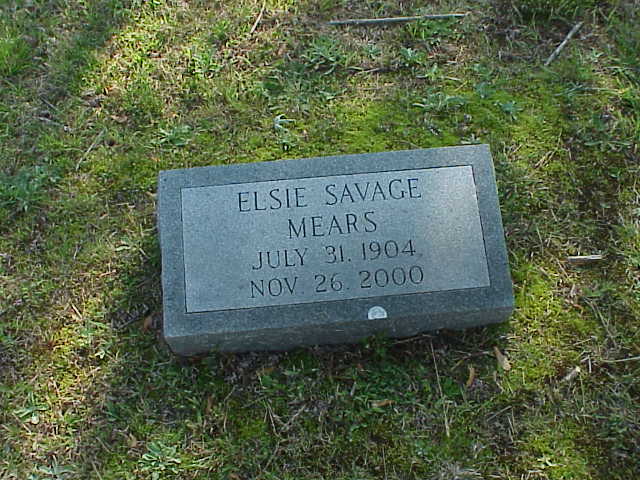 ELSIE SAVAGE
MEARS
JULY 31, 1904
NOV. 26, 2000